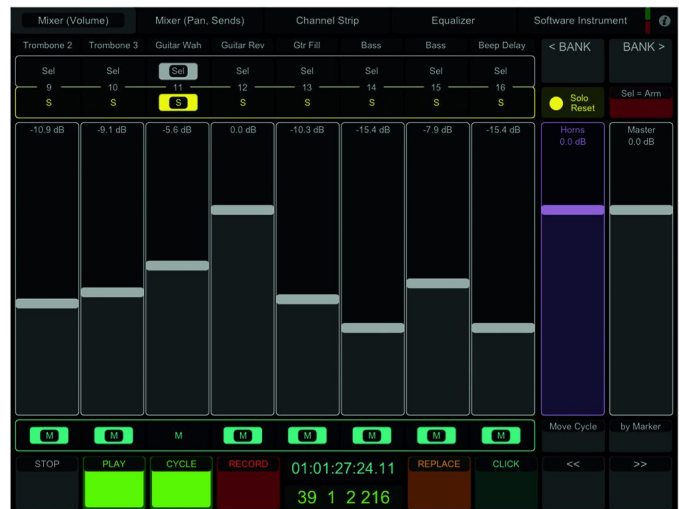 Mixer (Volume) Mixer (Pan, Sends) Channel Strip Equalizer Software Instrument i
Trombone 2 Trombone 3 Guitar Wah Guitar Rev Gtr Fill Bass Bass Beep Delay < BANK BANK >
Sel Sel Sel Sel Sel Sel Sel Sel
9 10 11 12 13 14 15 16
S S S S S S S S
Solo Reset Sel = Arm
-10.9 dB -9.1 dB -5.6 dB 0.0 dB -10.3 dB -15.4 dB -7.9 dB -15.4 dB Horns Master
0.0 dB 0.0 dB
M M M M M M M M Move Cycle by Marker
STOP PLAY CYCLE RECORD 01:01:27:24.11 REPLACE CLICK << >>
39 1 2 216